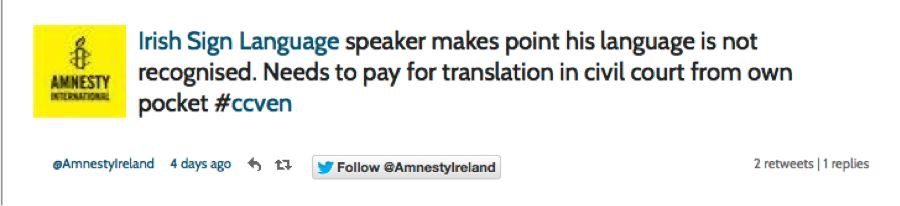 AMNESTY
INTERNATIONAL
Irish Sign Language speaker makes point his language is not
recognised. Needs to pay for translation in civil court from own
pocket #ccven
@AmnestyIreland 4 days ago Follow @AmnestyIreland 2 retweets | 1 replies